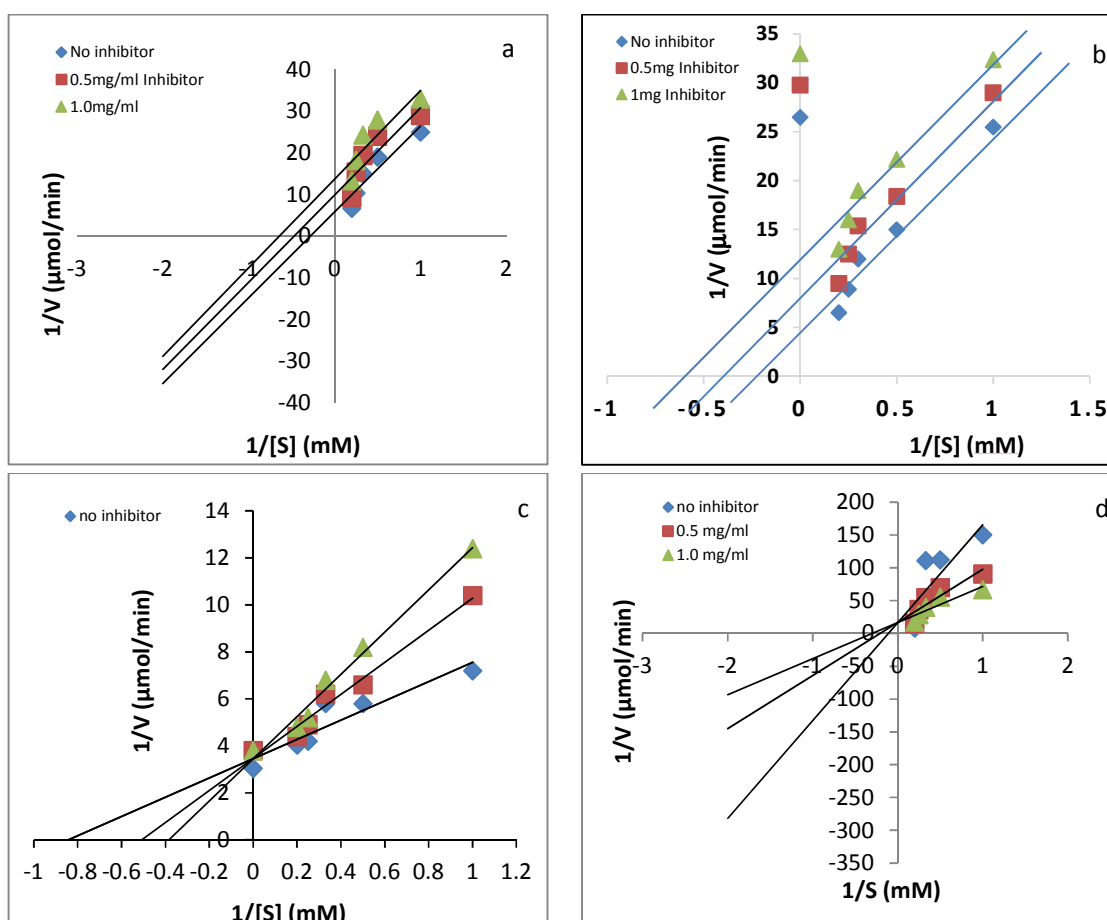 a
No inhibitor
0.5mg/ml Inhibitor
1.0mg/ml
40
30
20
10
0
-10
-20
-30
-40
-3 -2 -1 0 1 2
1/V (µmol/min)
1/[S] (mM)
b
No inhibitor
0.5mg Inhibitor
1mg Inhibitor
35
30
25
20
15
10
5
0
-1 -0.5 0 0.5 1 1.5
1/V (µmol/min)
1/[S] (mM)
c
no inhibitor
14
12
10
8
6
4
2
0
-1 -0.8 -0.6 -0.4 -0.2 0 0.2 0.4 0.6 0.8 1 1.2
1/V (µmol/min)
1/[S] (mM)
d
no inhibitor
0.5 mg/ml
1.0 mg/ml
200
150
100
50
0
-50
-100
-150
-200
-250
-300
-350
-3 -2 -1 0 1 2
1/V (µmol/min)
1/S (mM)